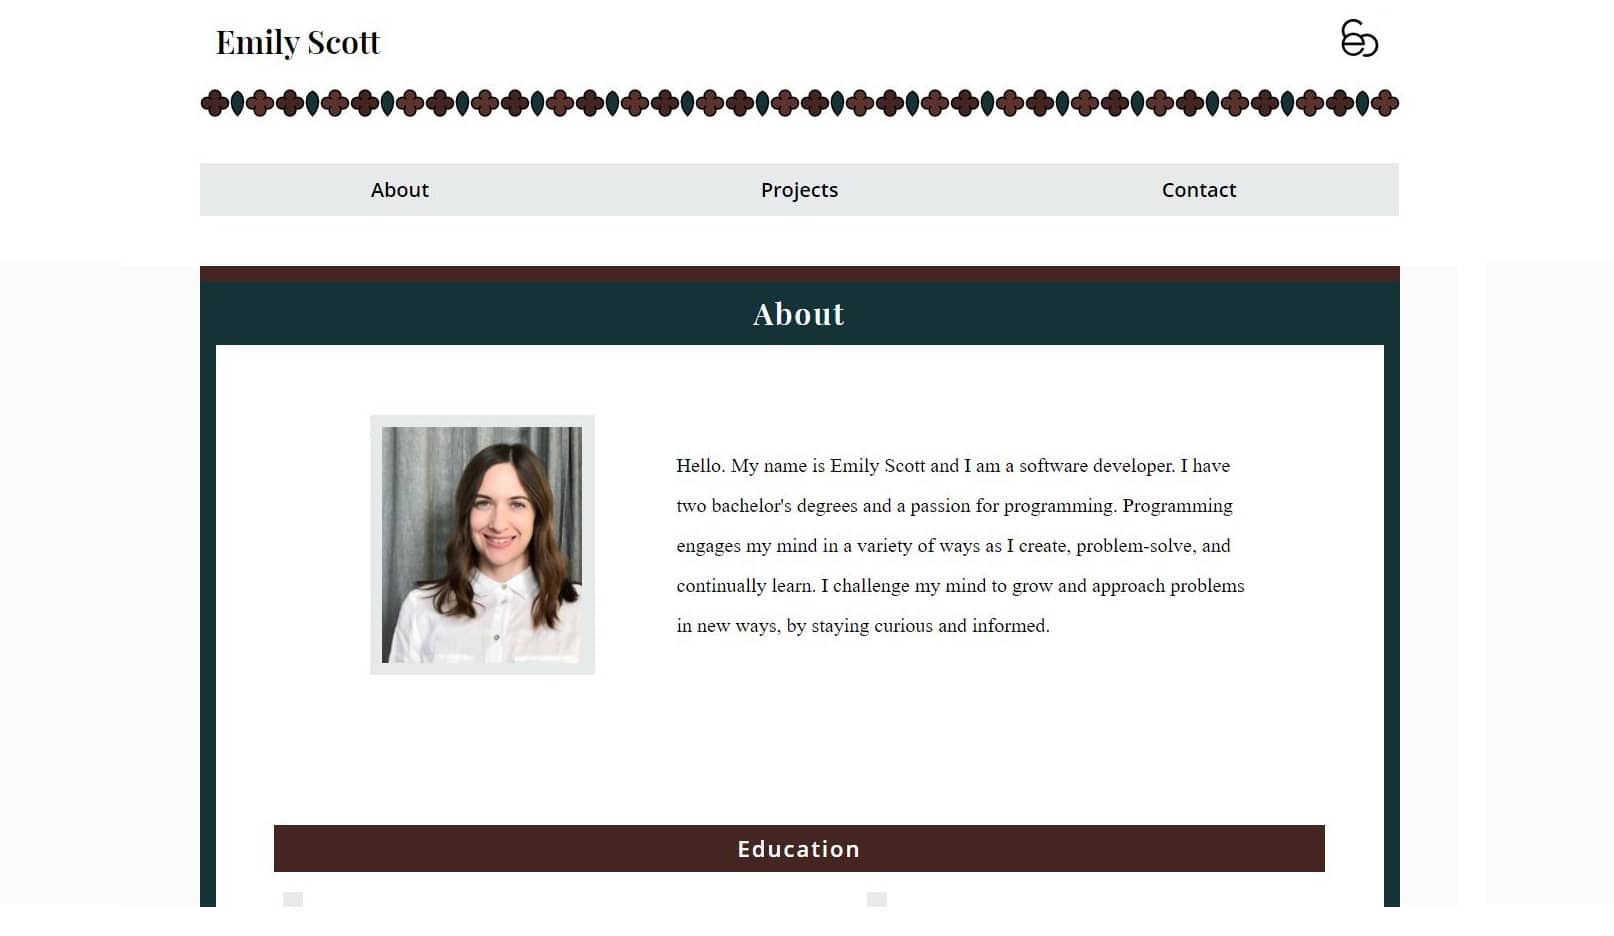 Emily Scott
About
Projects
Contact
About
Hello. My name is Emily Scott and I am a software developer. I have
two bachelor's degrees and a passion for programming. Programming
engages my mind in a variety of ways as I create, problem-solve, and
continually learn. I challenge my mind to grow and approach problems
in new ways, by staying curious and informed.
Education